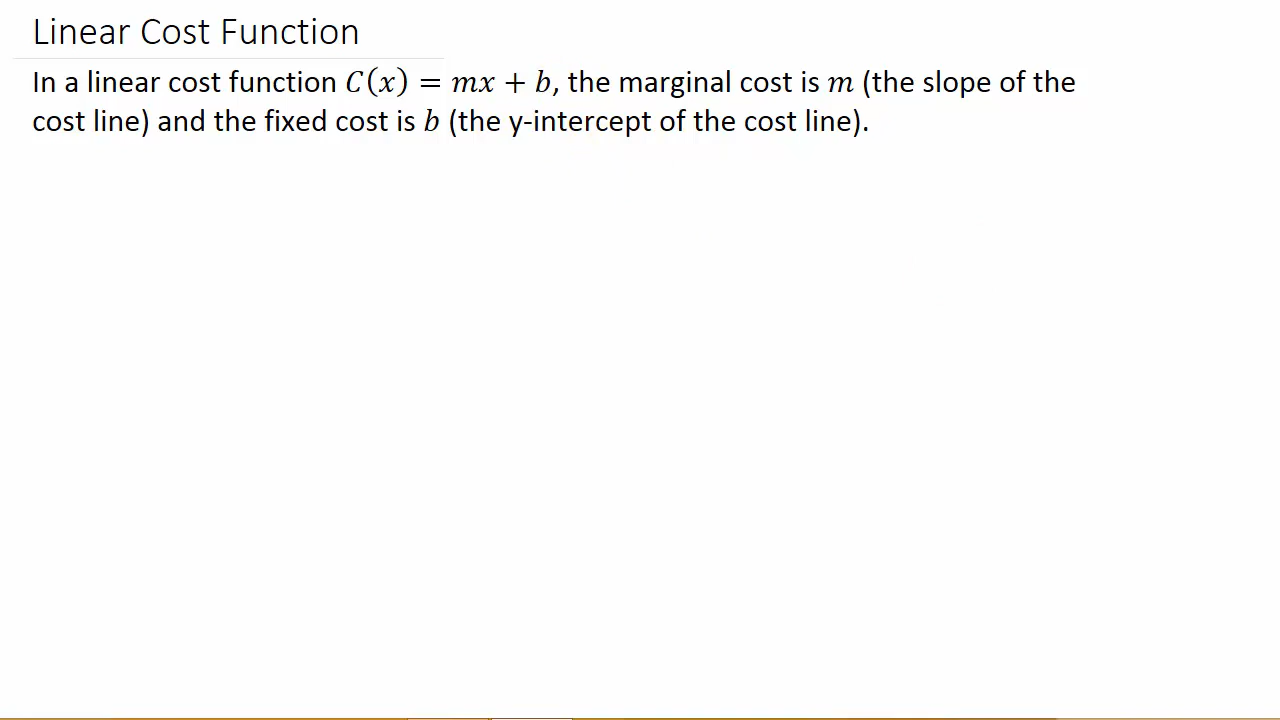 Linear Cost Function
In a linear cost function C(x) = mx + b, the marginal cost is m (the slope of the
cost line) and the fixed cost is b (the y-intercept of the cost line).